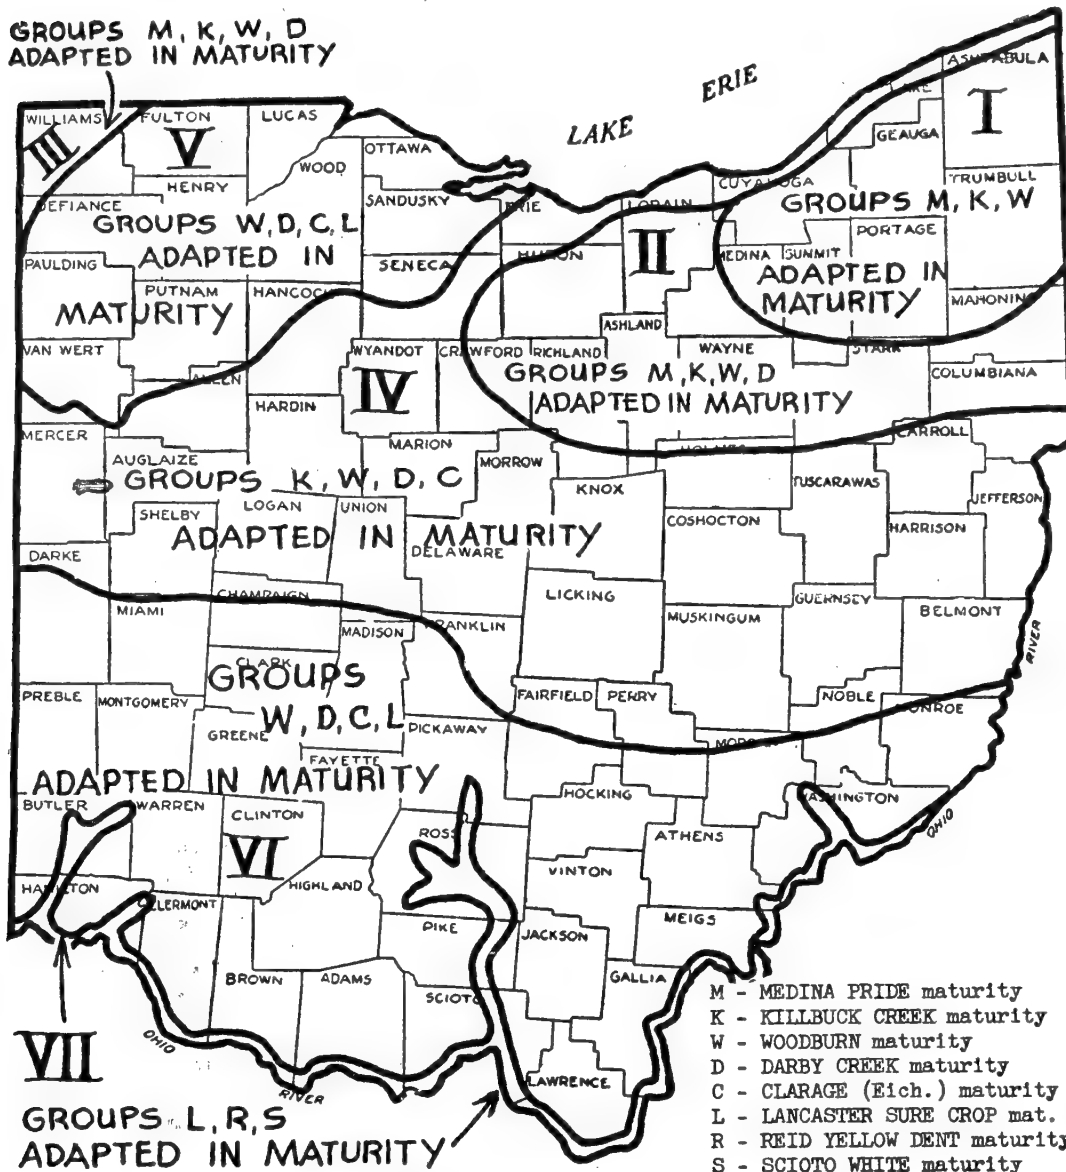 GROUPS M, K, W, D
ADAPTED IN MATURITY
LAKE ERIE
WILLIAMS
FULTON
LUCAS
III
V
WOOD
OTTAWA
HENRY
DEFIANCE
SANDUSKY
ERIE
LORAIN
CUYAHOGA
LAKE
ASHTABULA
GEAUGA
I
TRUMBULL
GROUPS M, K, W
PORTAGE
GROUPS W, D, C, L
ADAPTED IN
MATURITY
PAULDING
SENECA
HURON
II
MEDINA
SUMMIT
ADAPTED IN
MATURITY
MAHONING
PUTNAM
HANCOCK
ASHLAND
VAN WERT
ALLEN
WYANDOT
CRAWFORD
RICHLAND
WAYNE
STARK
COLUMBIANA
GROUPS M, K, W, D
ADAPTED IN MATURITY
HARDIN
IV
MERCER
MARION
HOLMES
CARROLL
AUGLAIZE
MORROW
GROUPS K, W, D, C
KNOX
TUSCARAWAS
JEFFERSON
SHELBY
LOGAN
UNION
COSHOCTON
HARRISON
ADAPTED IN MATURITY
DARKE
DELAWARE
MIAMI
CHAMPAIGN
LICKING
GUERNSEY
BELMONT
MADISON
FRANKLIN
MUSKINGUM
RIVER
CLARK
GROUPS
W, D, C, L
PREBLE
MONTGOMERY
FAIRFIELD
PERRY
NOBLE
MONROE
GREENE
PICKAWAY
MORGAN
FAYETTE
ADAPTED IN MATURITY
BUTLER
WARREN
CLINTON
HOCKING
WASHINGTON
OHIO
ROSS
ATHENS
VI
VINTON
HAMILTON
HIGHLAND
CLERMONT
MEIGS
PIKE
JACKSON
BROWN
ADAMS
SCIOTO
GALLIA
VII
OHIO
RIVER
LAWRENCE
GROUPS L, R, S
ADAPTED IN MATURITY
M - MEDINA PRIDE maturity
K - KILLBUCK CREEK maturity
W - WOODBURN maturity
D - DARBY CREEK maturity
C - CLARAGE (Eich.) maturity
L - LANCASTER SURE CROP mat.
R - REID YELLOW DENT maturity
S - SCIOTO WHITE maturity